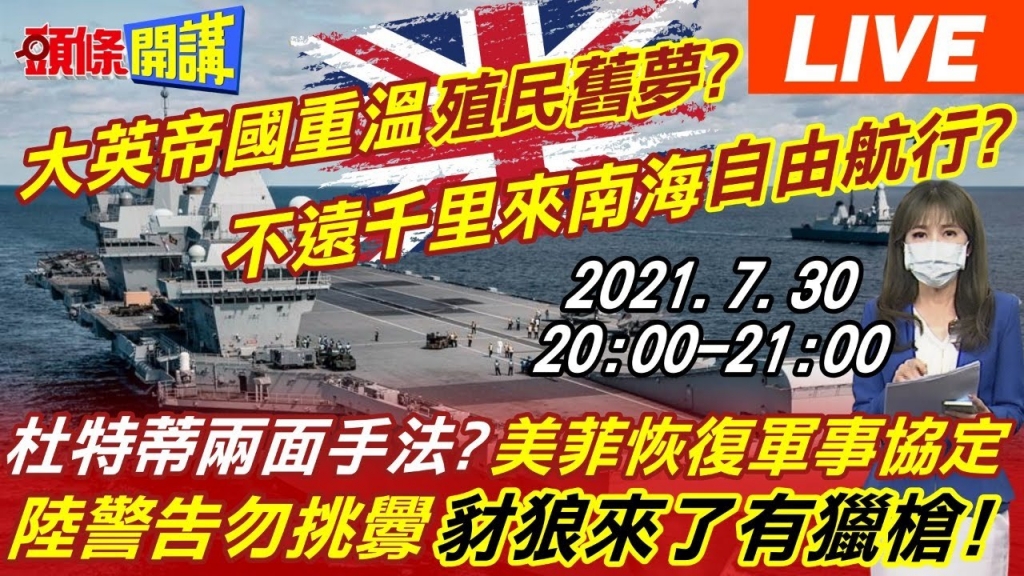 頭條開講
LIVE
大英帝國重溫殖民舊夢?
不遠千里來南海自由航行?
2021.7.30
20:00-21:00
杜特蒂兩面手法?美菲恢復軍事協定
陸警告勿挑釁 豺狼來了有獵槍!